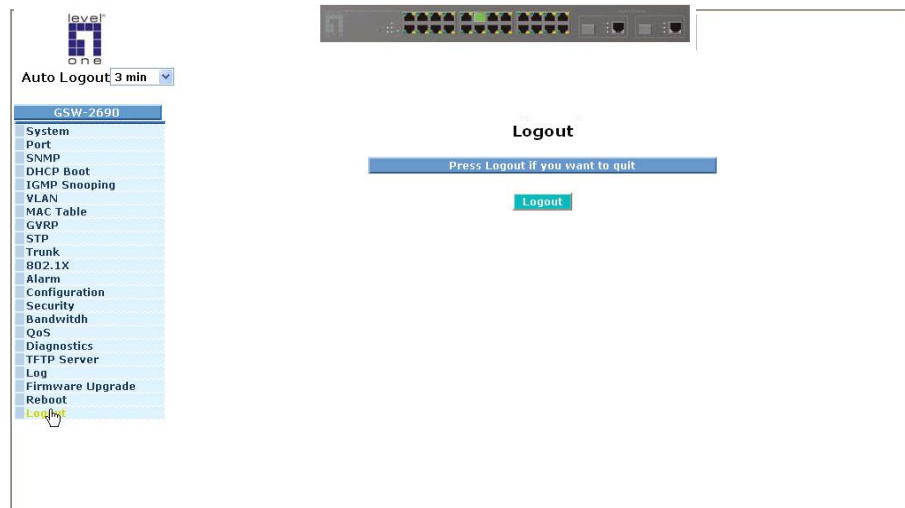 level
one
Auto Logout 3 min
GSW-2690
System
Port
SNMP
DHCP Boot
IGMP Snooping
VLAN
MAC Table
GVRP
STP
Trunk
802.1X
Alarm
Configuration
Security
Bandwitdh
QoS
Diagnostics
TFTP Server
Log
Firmware Upgrade
Reboot
Logout
Logout
Press Logout if you want to quit
Logout